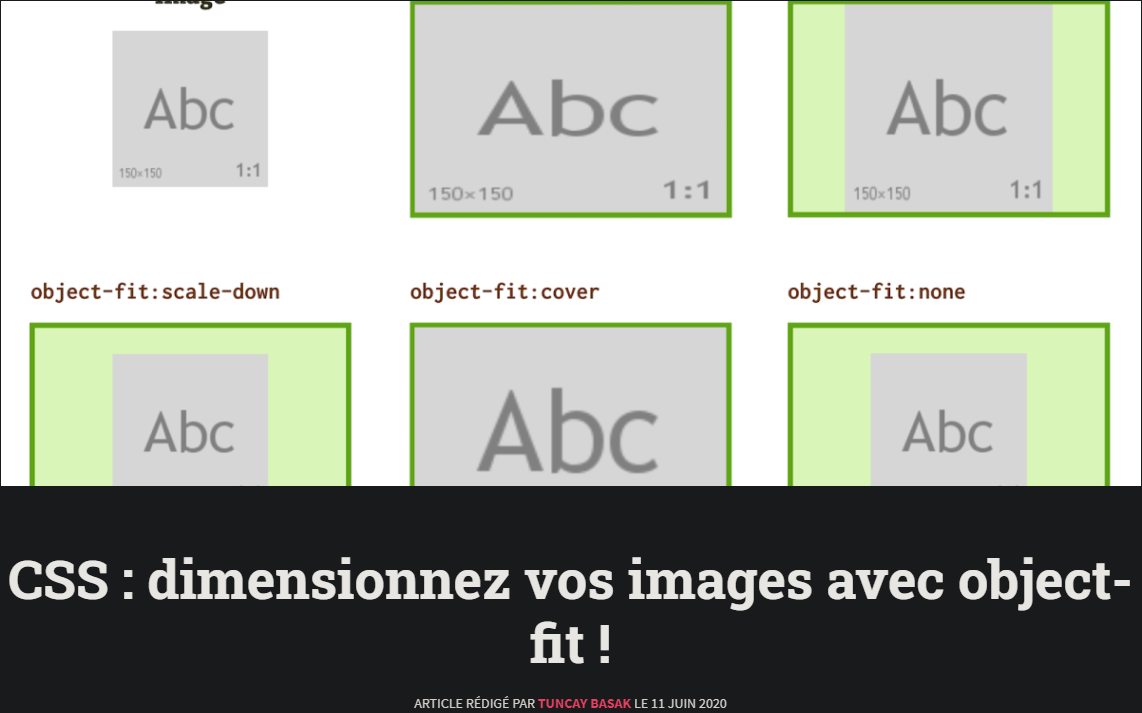 image
Abc
150×150 1:1
Abc
150×150 1:1
Abc
150×150 1:1
object-fit:scale-down
object-fit:cover
object-fit:none
Abc
Abc
Abc
CSS : dimensionnez vos images avec object-
fit !
ARTICLE RÉDIGÉ PAR TUNCAY BASAK LE 11 JUIN 2020